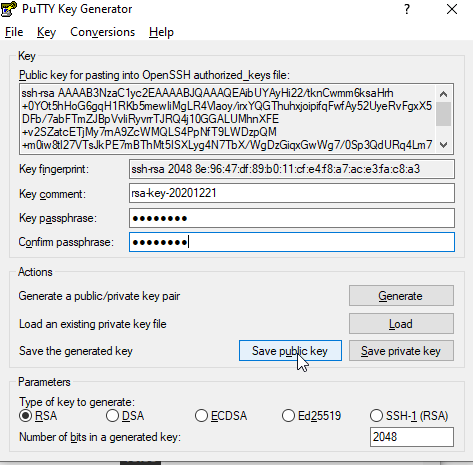 PuTTY Key Generator
File Key Conversions Help
Key
Public key for pasting into OpenSSH authorized_keys file:
ssh-rsa AAAAB3NzaC1yc2EAAAABJQAAAQEAibUYAyHi22/tknCwmm6ksaHrh
+0YOt5hHoG6gqH1RKb5mewIiMgLR4Vlaoy/irxYQGThuhxjoipifqFwfAy52UyeRvFgxX5
DFb/7abFTmZJBpVvIiRyvrrTJRQ4j10GGALUMhnXFE
+v2SZatcETjMy7mA9ZcWMQLS4PpNfT9LWDzpQM
+m0iw8tI27VTsJkPE7mBThMt5ISXLyg4N7TbX/WgDzGiqxGwWg7/0Sp3QdURq4Lm7
Key fingerprint: ssh-rsa 2048 8e:96:47:df:89:b0:11:cf:e4:f8:a7:ac:e3:fa:c8:a3
Key comment: rsa-key-20201221
Key passphrase: ●●●●●●●●
Confirm passphrase: ●●●●●●●●
Actions
Generate a public/private key pair Generate
Load an existing private key file Load
Save the generated key Save public key Save private key
Parameters
Type of key to generate:
RSA DSA ECDSA Ed25519 SSH-1 (RSA)
Number of bits in a generated key: 2048